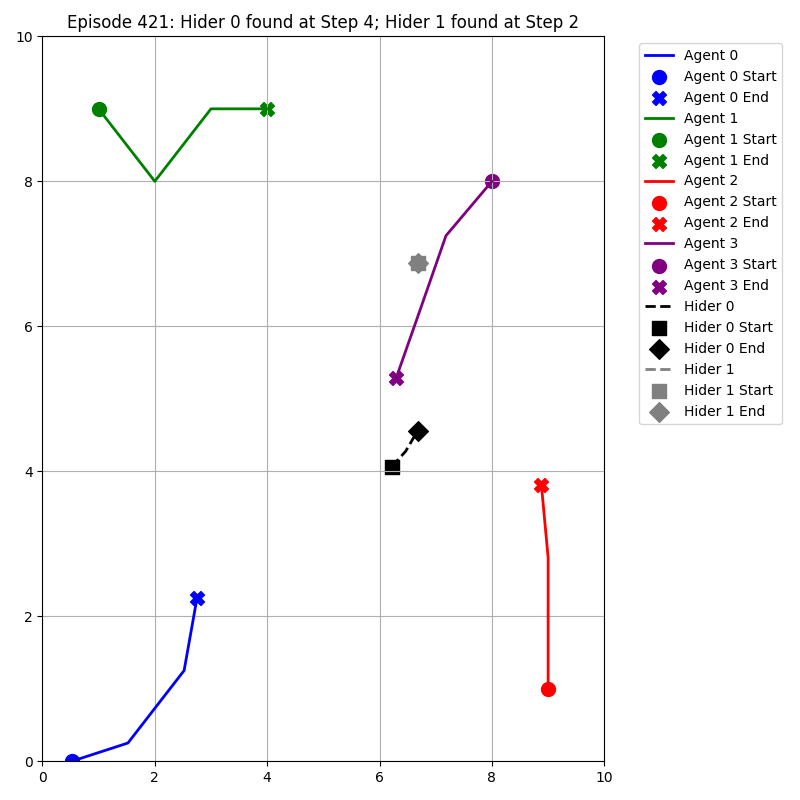 Episode 421: Hider 0 found at Step 4; Hider 1 found at Step 2
10
8
6
4
2
0
0 2 4 6 8 10
Agent 0
Agent 0 Start
Agent 0 End
Agent 1
Agent 1 Start
Agent 1 End
Agent 2
Agent 2 Start
Agent 2 End
Agent 3
Agent 3 Start
Agent 3 End
Hider 0
Hider 0 Start
Hider 0 End
Hider 1
Hider 1 Start
Hider 1 End